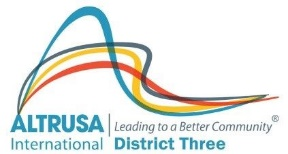 ALTRUSA | Leading to a Better Community®
International District Three